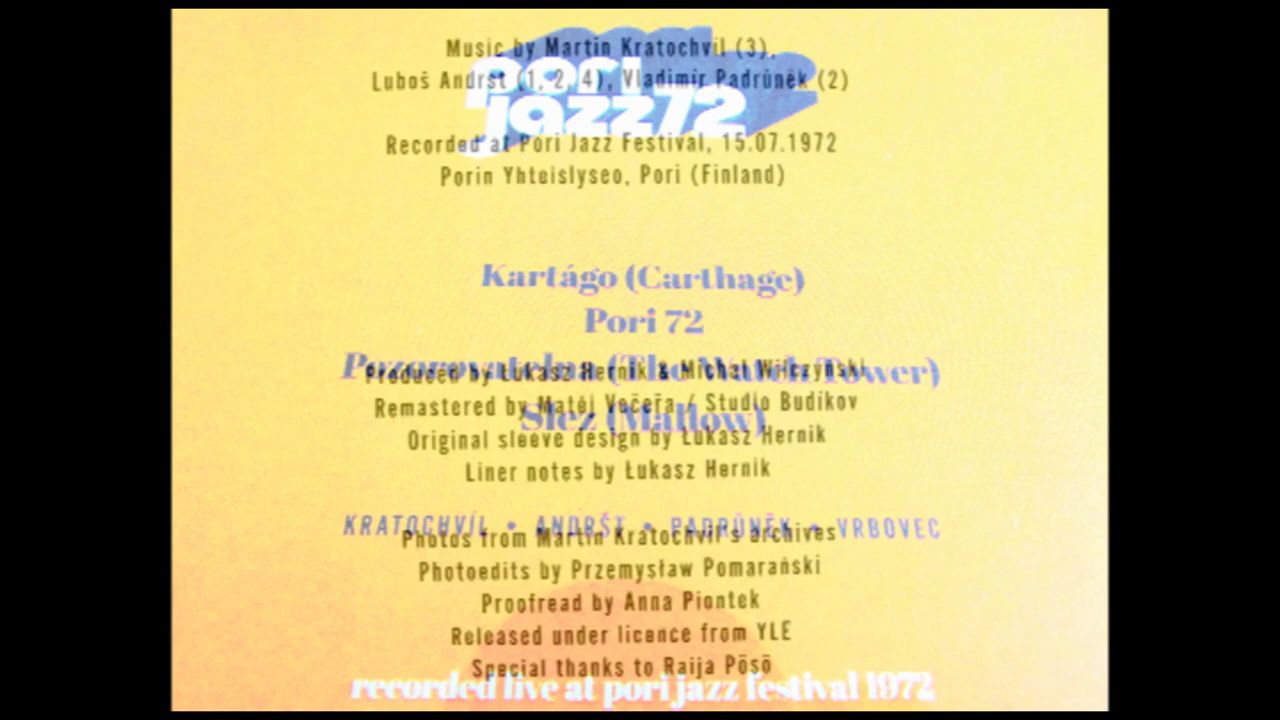 Music by Martin Kratochvíl (3),
Luboš Andršt (1, 2, 4), Vladimír Padrůněk (2)
pori
jazz72
Recorded at Pori Jazz Festival, 15.07.1972
Porin Yhteislyseo, Pori (Finland)
Kartágo (Carthage)
Pori 72
Pozorovatelna (The Watch Tower)
Produced by Łukasz Hernik & Michał Wilczyński
Remastered by Matěj Večeřa / Studio Budíkov
Slez (Mallow)
Original sleeve design by Łukasz Hernik
Liner notes by Łukasz Hernik
KRATOCHVÍL • ANDRŠT • PADRŮNĚK • VRBOVEC
Photos from Martin Kratochvíl's archives
Photoedits by Przemysław Pomarański
Proofread by Anna Piontek
Released under licence from YLE
Special thanks to Raija Pösö
recorded live at pori jazz festival 1972